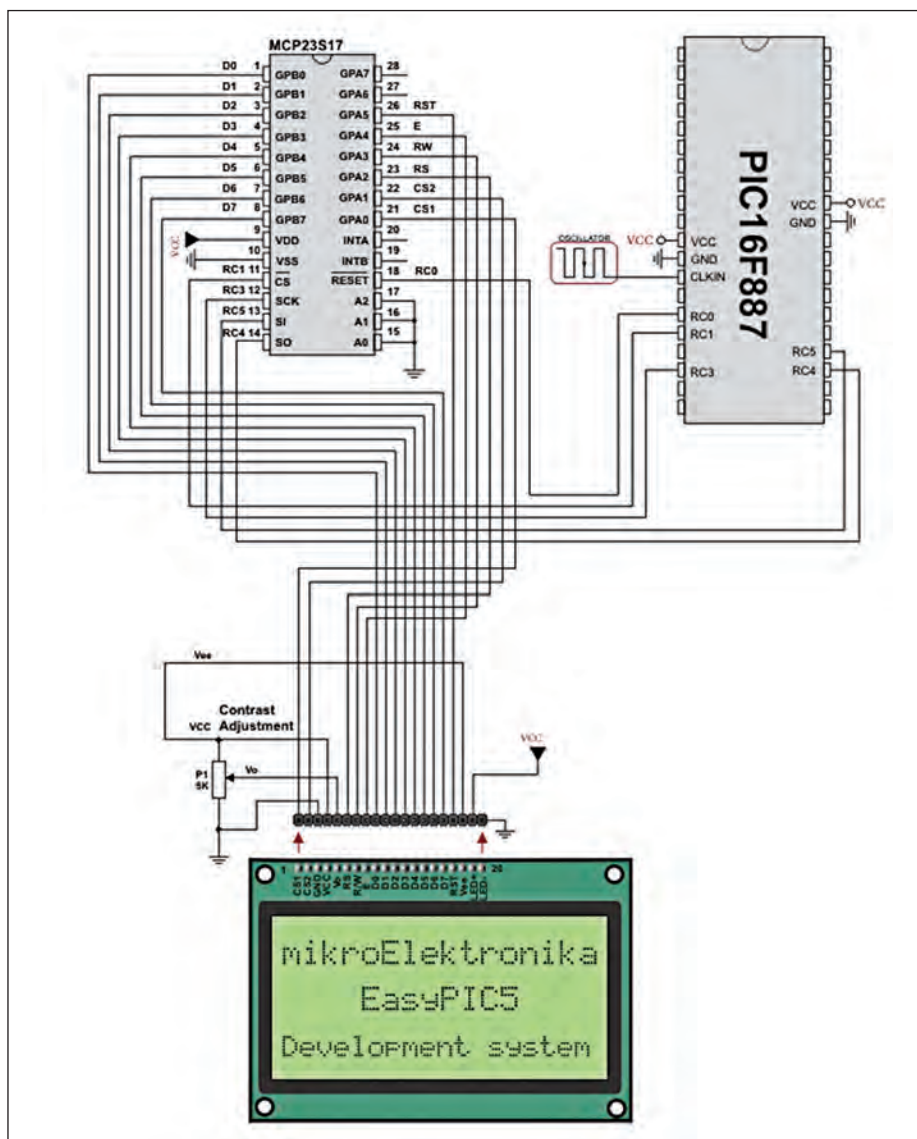 MCP23S17
D0 1 GPB0 GPA7 28
D1 2 GPB1 GPA6 27
D2 3 GPB2 GPA5 26 RST
D3 4 GPB3 GPA4 25 E
D4 5 GPB4 GPA3 24 RW
D5 6 GPB5 GPA2 23 RS
D6 7 GPB6 GPA1 22 CS2
D7 8 GPB7 GPA0 21 CS1
VCC 9 VDD INTA 20
10 VSS INTB 19
RC1 11 CS RESET 18 RC0
RC3 12 SCK A2 17
RC5 13 SI A1 16
RC4 14 SO A0 15
PIC16F887
VCC VCC
GND
OSCILLATOR
VCC VCC
GND
CLKIN
RC0
RC1
RC3
RC5
RC4
Vee
Contrast
VCC Adjustment
P1
5K
Vo
VCC
1 20
CS1
CS2
GND
VCC
Vo
RS
R/W
E
D0
D1
D2
D3
D4
D5
D6
D7
RST
Vee
LED+
LED-
mikroElektronika
EasyPIC5
Development system